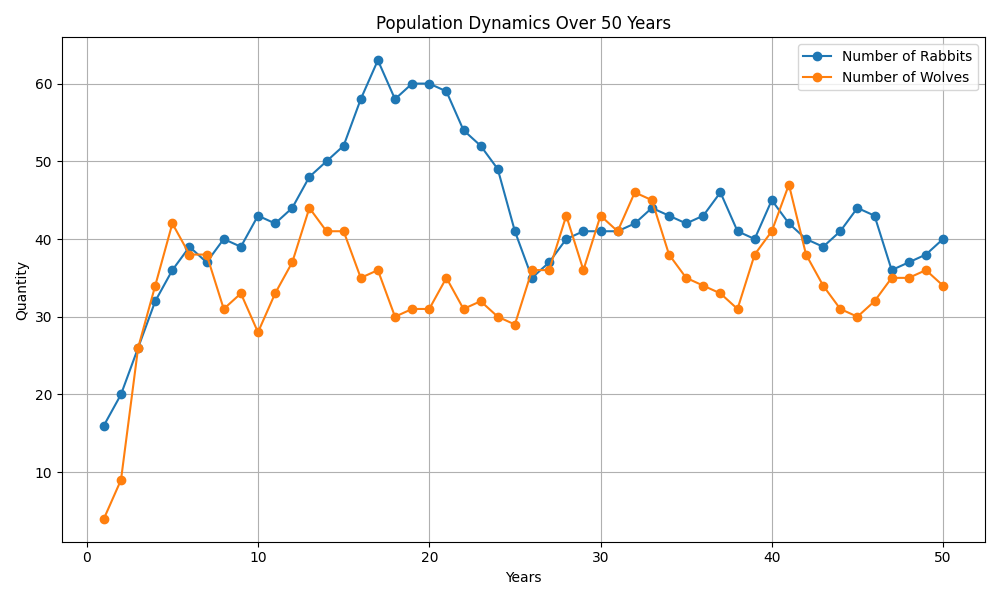 Population Dynamics Over 50 Years
Number of Rabbits
Number of Wolves
Quantity
60
50
40
30
20
10
0 10 20 30 40 50
Years